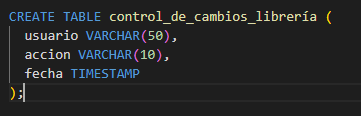 CREATE TABLE control_de_cambios_librería (
  usuario VARCHAR(50),
  accion VARCHAR(10),
  fecha TIMESTAMP
);